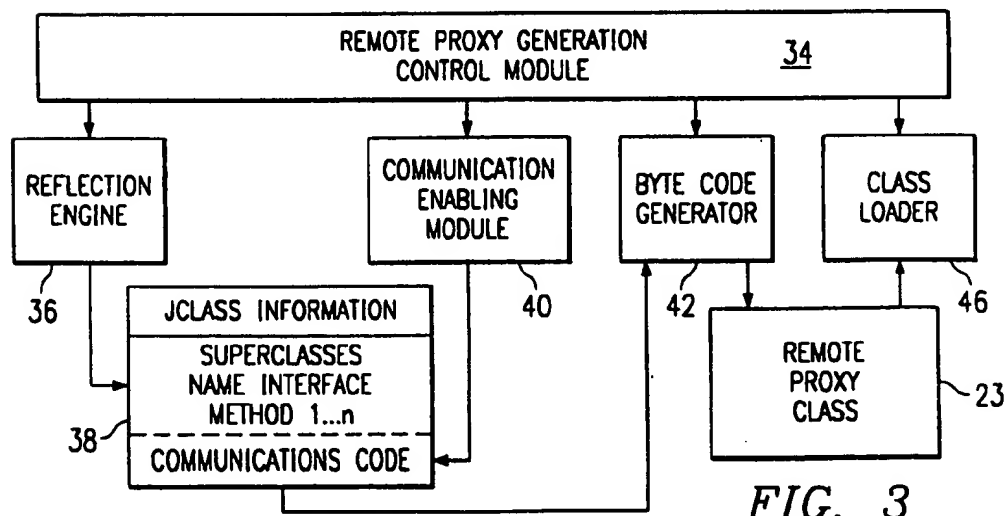 REMOTE PROXY GENERATION
CONTROL MODULE
34
REFLECTION
ENGINE
COMMUNICATION
ENABLING
MODULE
BYTE CODE
GENERATOR
CLASS
LOADER
36
40
42
46
JCLASS INFORMATION
SUPERCLASSES
NAME INTERFACE
METHOD 1...n
38
COMMUNICATIONS CODE
REMOTE
PROXY
CLASS
23
FIG. 3